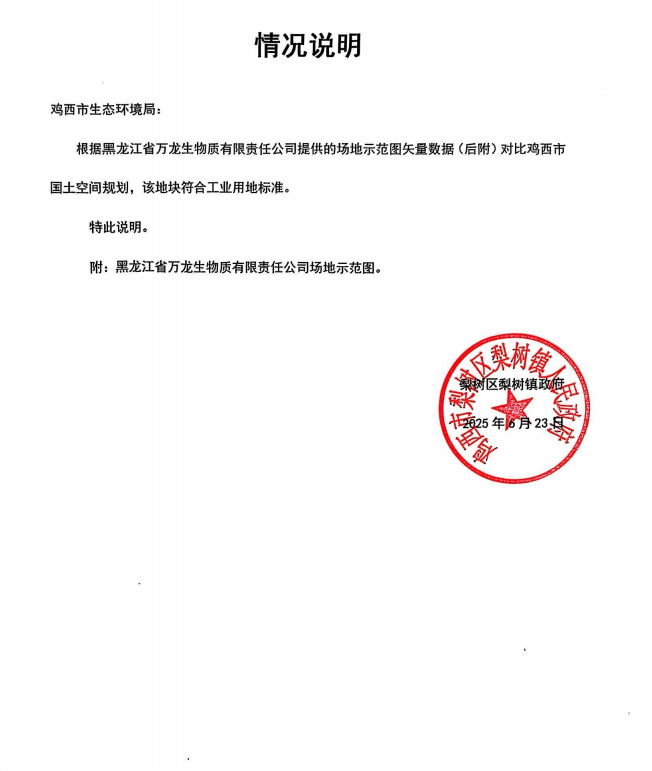 情况说明
鸡西市生态环境局：
根据黑龙江省万龙生物质有限责任公司提供的场地示范图矢量数据（后附）对比鸡西市
国土空间规划，该地块符合工业用地标准。
特此说明。
附：黑龙江省万龙生物质有限责任公司场地示范图。
鸡西市梨树区梨树镇人民政府
梨树区梨树镇政府
2025年6月23日